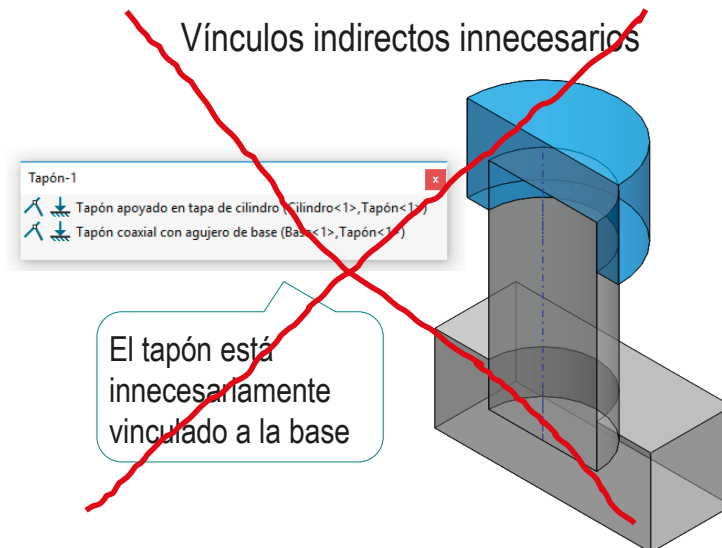 Vínculos indirectos innecesarios
Tapón-1
x
Tapón apoyado en tapa de cilindro (Cilindro<1>,Tapón<1>)
Tapón coaxial con agujero de base (Base<1>,Tapón<1>)
El tapón está
innecesariamente
vinculado a la base